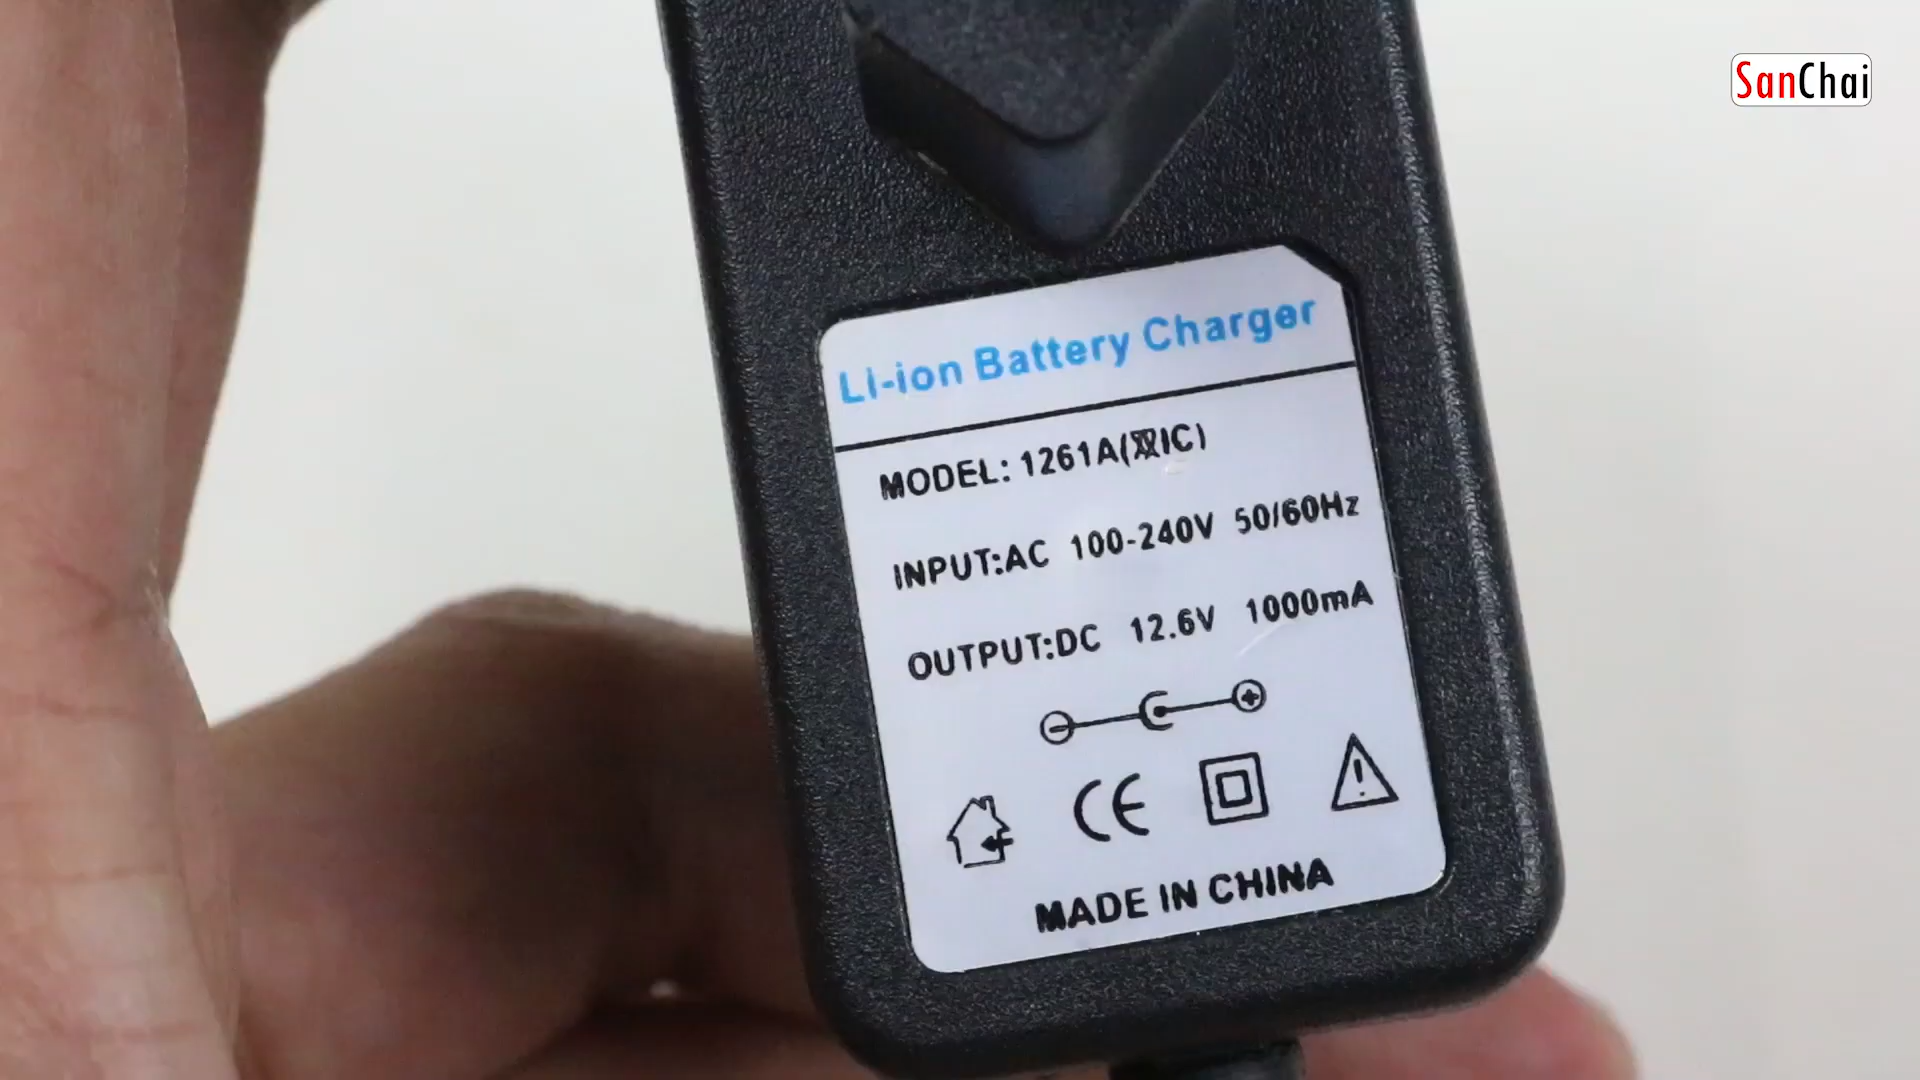 SanChai
Li-ion Battery Charger
MODEL: 1261A(双IC)
INPUT:AC 100-240V 50/60Hz
OUTPUT:DC 12.6V 1000mA
CE
MADE IN CHINA